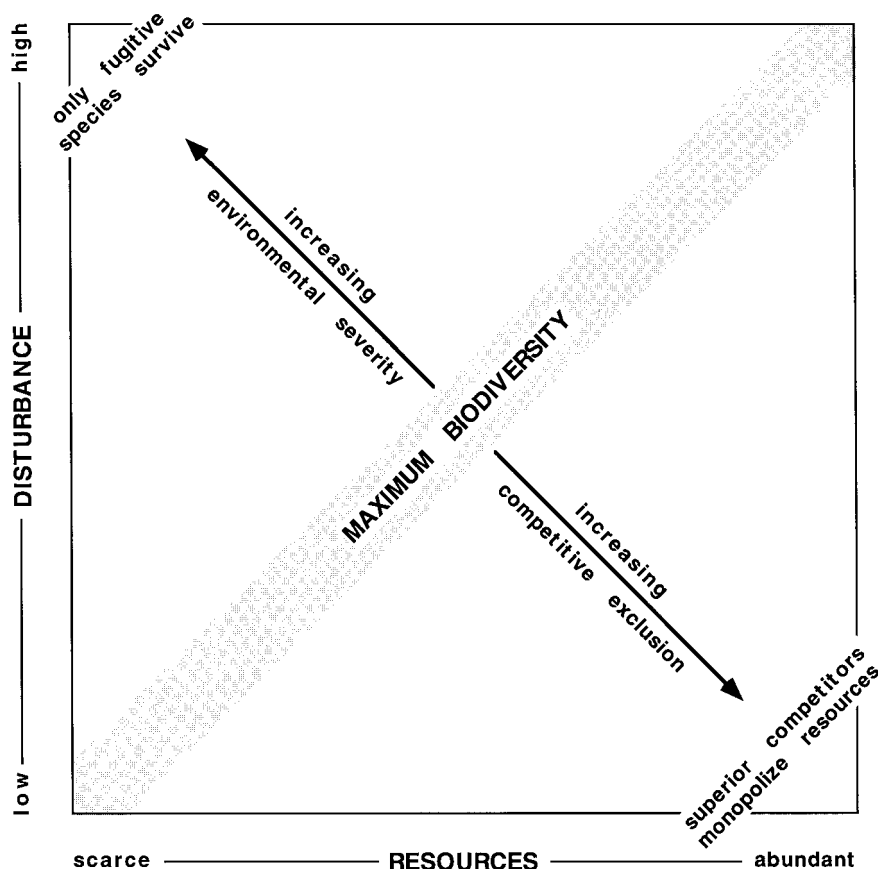 high
only fugitive
species survive
increasing
environmental severity
DISTURBANCE
MAXIMUM BIODIVERSITY
increasing
competitive exclusion
superior competitors
monopolize resources
low
scarce RESOURCES abundant